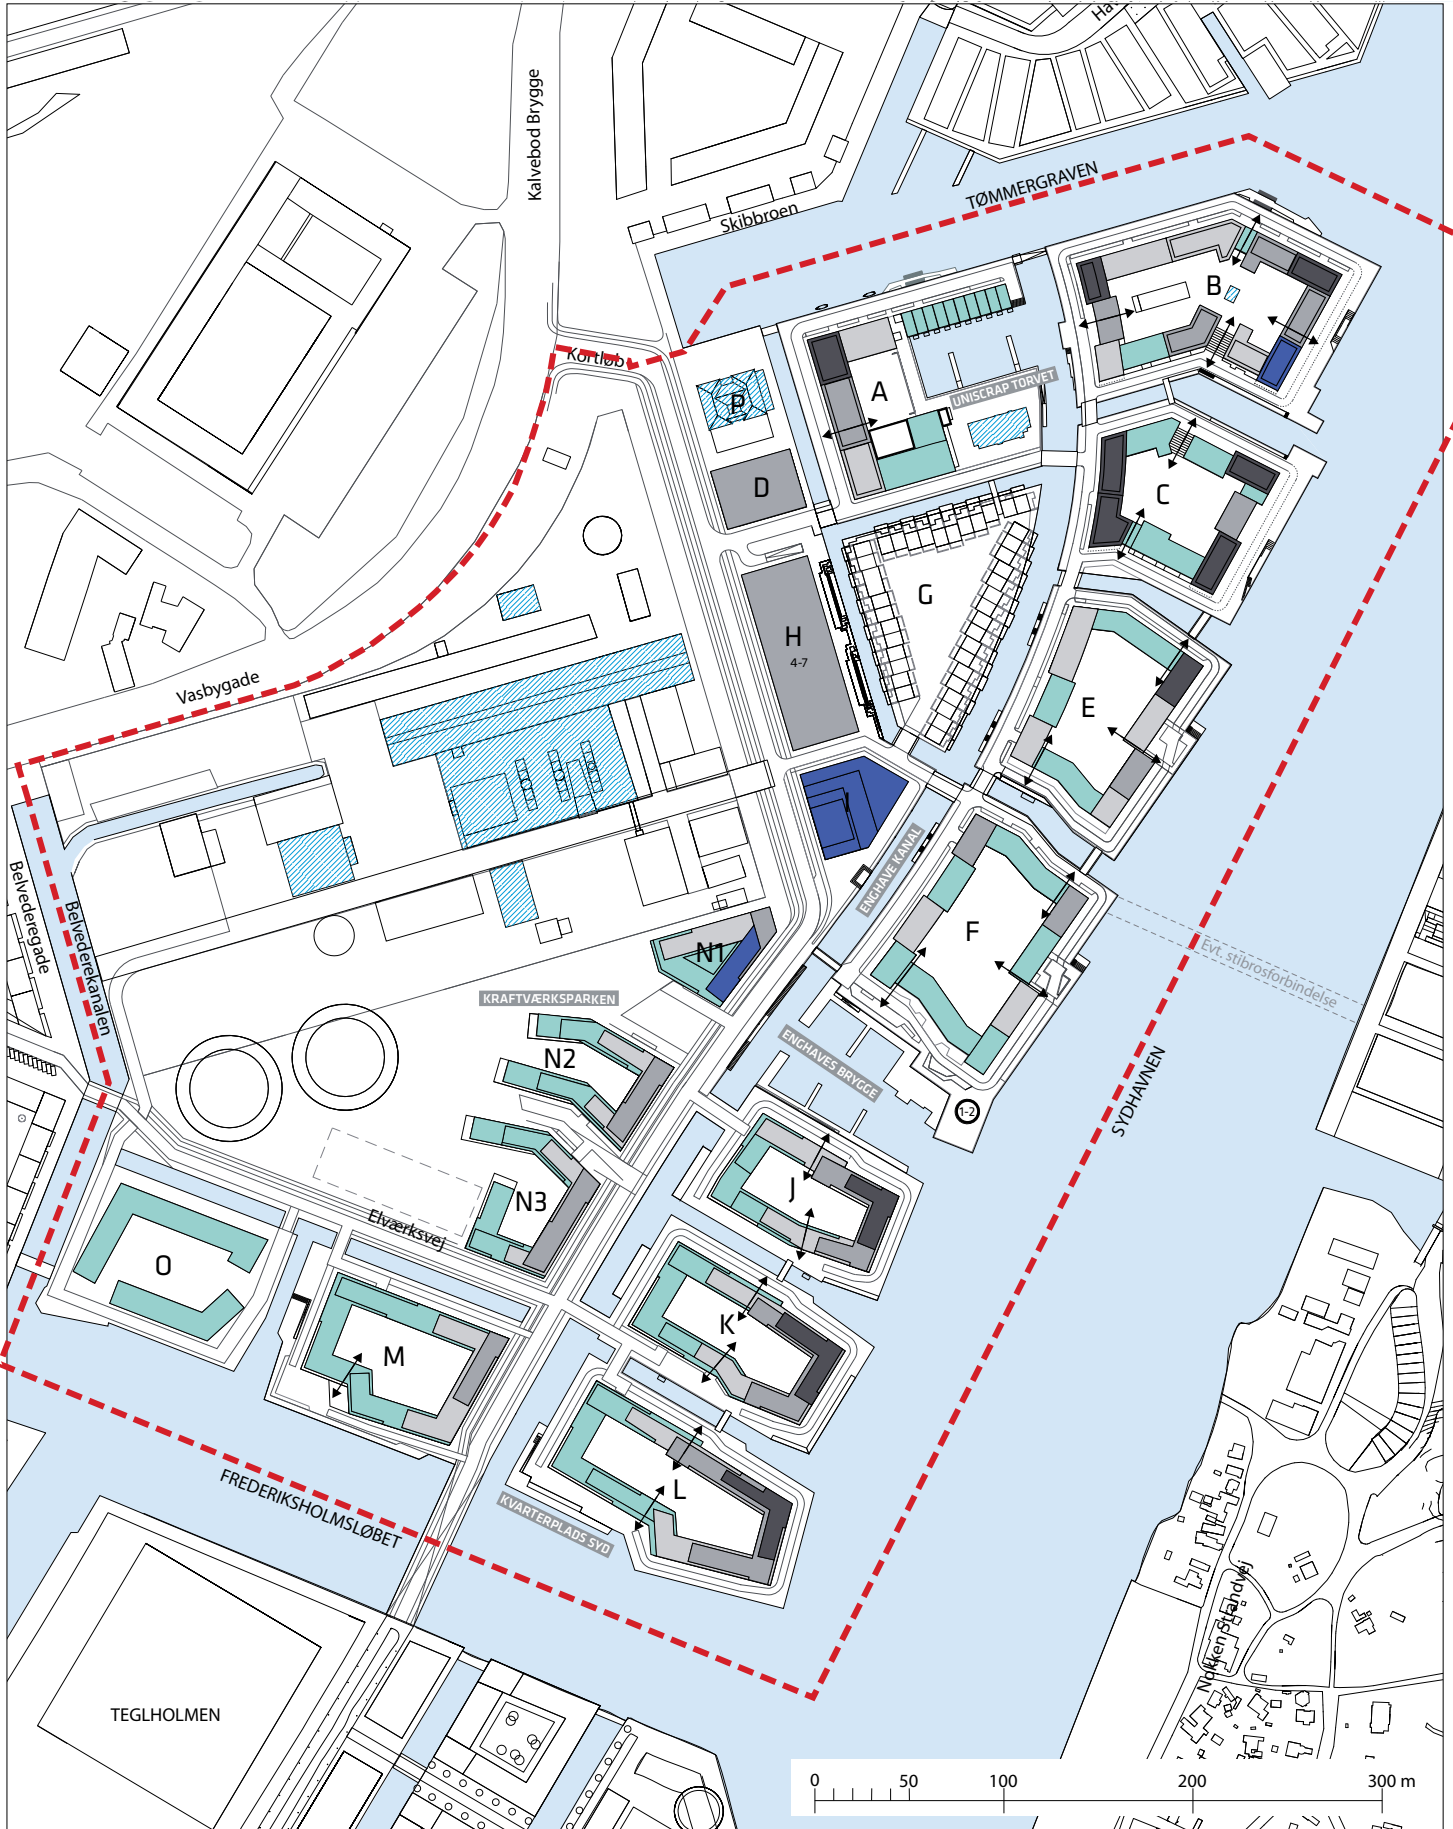 Ha
Kalvebod Brygge
TØMMERGRAVEN
Skibbroen
B
Kortløb
P
A
UNISCRAP TORVET
D
C
G
H
4-7
E
Vasbygade
I
ENGHAVE KANAL
F
Belvederegade
Belvederekanalen
N1
Evt. stibrosforbindelse
KRAFTVÆRKSPARKEN
N2
ENGHAVES BRYGGE
SYDHAVNEN
1-2
J
N3
Elværksvej
O
K
M
L
KVARTERPLADS SYD
FREDERIKSHOLMSLØBET
Nokken Strandvej
TEGLHOLMEN
0 50 100 200 300 m